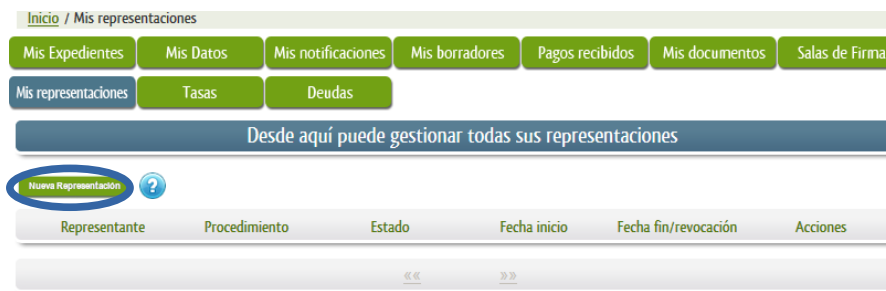 Inicio / Mis representaciones
Mis Expedientes Mis Datos Mis notificaciones Mis borradores Pagos recibidos Mis documentos Salas de Firma
Mis representaciones Tasas Deudas
Desde aquí puede gestionar todas sus representaciones
Nueva Representación ?
Representante Procedimiento Estado Fecha inicio Fecha fin/revocación Acciones
<< >>